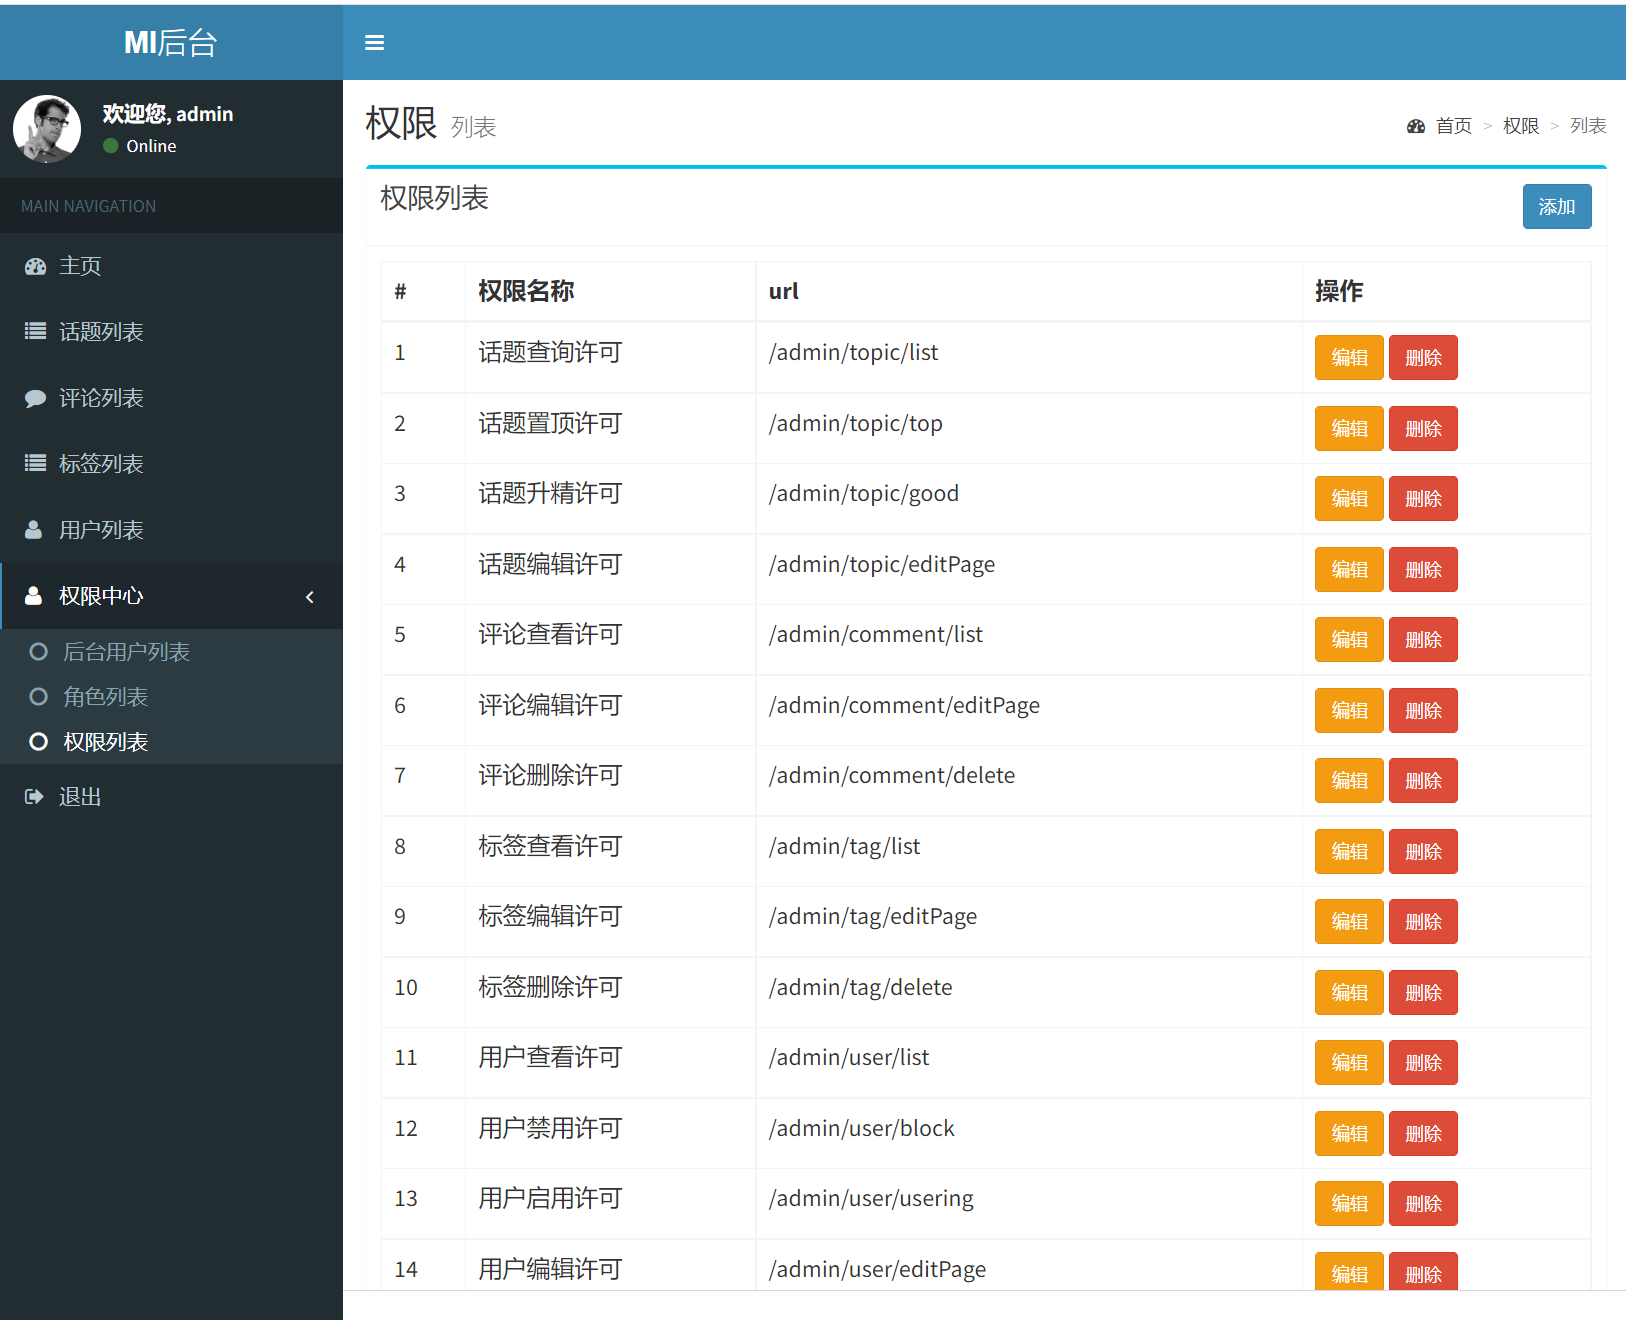 MI后台
欢迎您, admin
Online
MAIN NAVIGATION
主页
话题列表
评论列表
标签列表
用户列表
权限中心
后台用户列表
角色列表
权限列表
退出
权限 列表
首页 > 权限 > 列表
权限列表
添加
# 权限名称 url 操作
1 话题查询许可 /admin/topic/list 编辑 删除
2 话题置顶许可 /admin/topic/top 编辑 删除
3 话题升精许可 /admin/topic/good 编辑 删除
4 话题编辑许可 /admin/topic/editPage 编辑 删除
5 评论查看许可 /admin/comment/list 编辑 删除
6 评论编辑许可 /admin/comment/editPage 编辑 删除
7 评论删除许可 /admin/comment/delete 编辑 删除
8 标签查看许可 /admin/tag/list 编辑 删除
9 标签编辑许可 /admin/tag/editPage 编辑 删除
10 标签删除许可 /admin/tag/delete 编辑 删除
11 用户查看许可 /admin/user/list 编辑 删除
12 用户禁用许可 /admin/user/block 编辑 删除
13 用户启用许可 /admin/user/usering 编辑 删除
14 用户编辑许可 /admin/user/editPage 编辑 删除